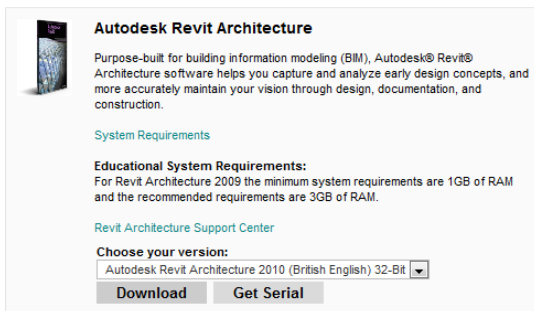 Autodesk Revit Architecture
Purpose-built for building information modeling (BIM), Autodesk® Revit®
Architecture software helps you capture and analyze early design concepts, and
more accurately maintain your vision through design, documentation, and
construction.
System Requirements
Educational System Requirements:
For Revit Architecture 2009 the minimum system requirements are 1GB of RAM
and the recommended requirements are 3GB of RAM.
Revit Architecture Support Center
Choose your version:
Autodesk Revit Architecture 2010 (British English) 32-Bit
Download Get Serial